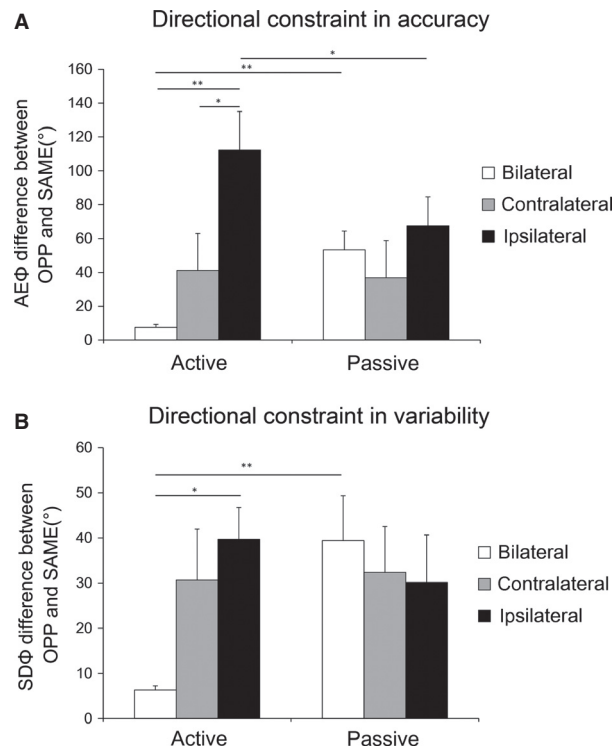 A
Directional constraint in accuracy
AEΦ difference between
OPP and SAME(°)
160
140
120
100
80
60
40
20
0
**
*
**
*
Active
Passive
Bilateral
Contralateral
Ipsilateral
B
Directional constraint in variability
SDΦ difference between
OPP and SAME(°)
60
50
40
30
20
10
0
**
*
Active
Passive
Bilateral
Contralateral
Ipsilateral